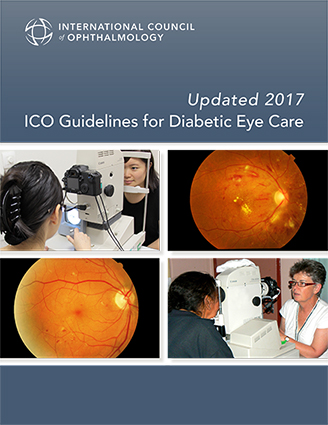 INTERNATIONAL COUNCIL
of OPHTHALMOLOGY
Updated 2017
ICO Guidelines for Diabetic Eye Care